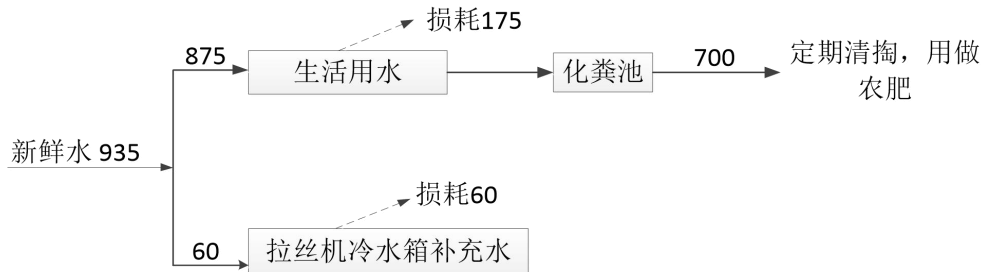 损耗175
875
生活用水
化粪池
700
定期清掏，用做
农肥
新鲜水 935
损耗60
60
拉丝机冷水箱补充水